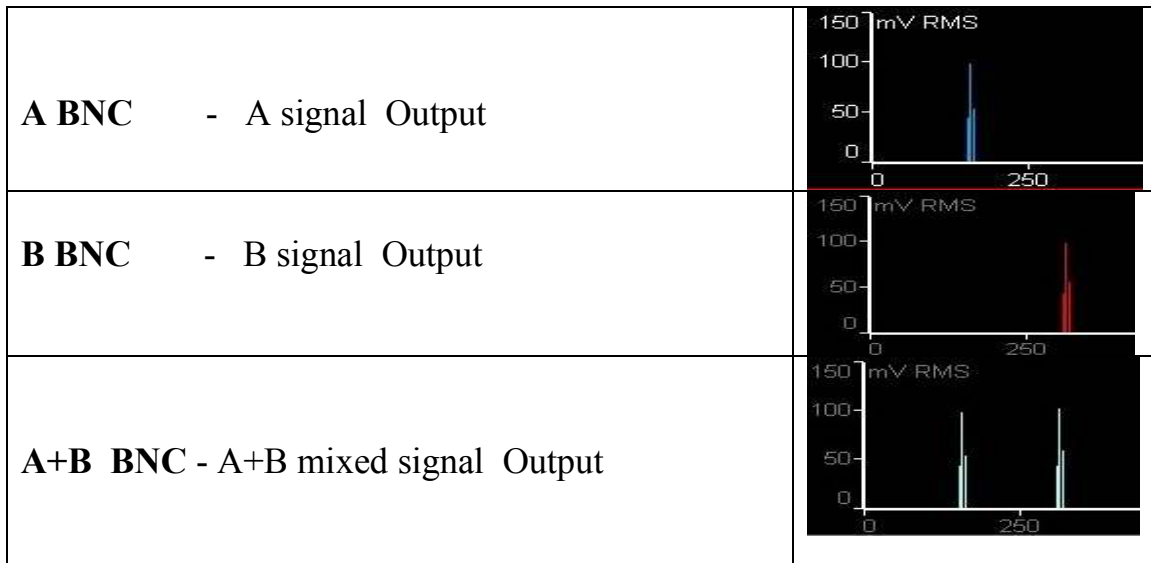 A BNC - A signal Output
150 mV RMS
100
50
0
0 250
B BNC - B signal Output
150 mV RMS
100
50
0
0 250
A+B BNC - A+B mixed signal Output
150 mV RMS
100
50
0
0 250